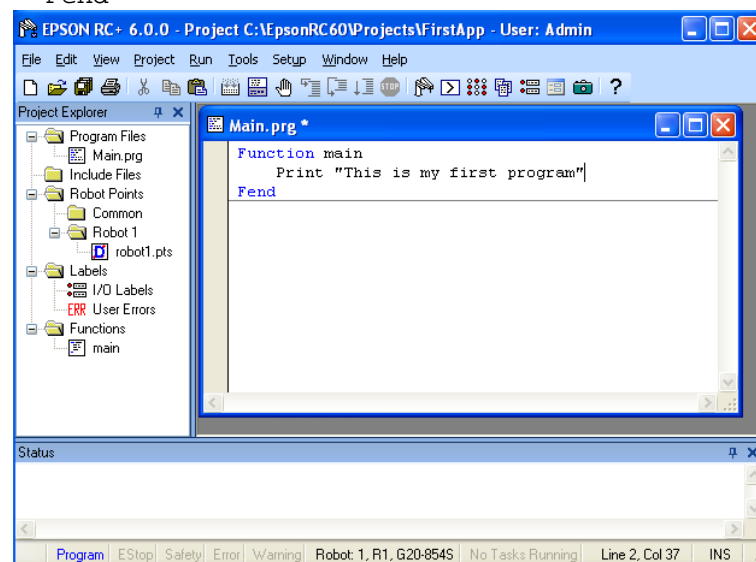 Fend
EPSON RC+ 6.0.0 - Project C:\EpsonRC60\Projects\FirstApp - User: Admin
File Edit View Project Run Tools Setup Window Help
STOP
?
Project Explorer
Program Files
Main.prg
Include Files
Robot Points
Common
Robot 1
robot1.pts
Labels
I/O Labels
ERR User Errors
Functions
main
Main.prg *
Function main
Print "This is my first program"
Fend
Status
Program EStop Safety Error Warning Robot: 1, R1, G20-854S No Tasks Running Line 2, Col 37 INS